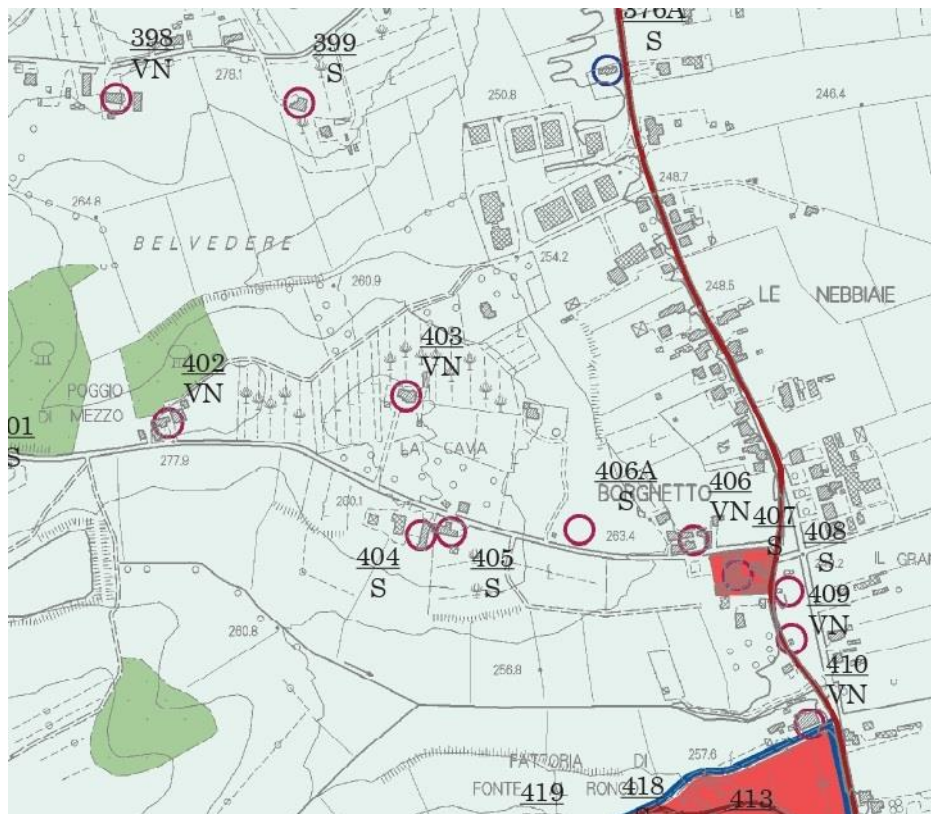 376A
S
398
VN
399
S
278.1
250.8
246.4
248.7
264.8
BELVEDERE
254.2
260.9
248.5
LE NEBBIAIE
403
VN
402
VN
POGGIO
DI MEZZO
01
S
LA CAVA
277.9
406A
S
406
VN
BORGHETTO
407
S
408
S
263.4
404
S
405
S
IL GRAN
409
VN
260.8
256.8
410
VN
257.6
FATTORIA DI
FONTE
RONCO
419
418
413